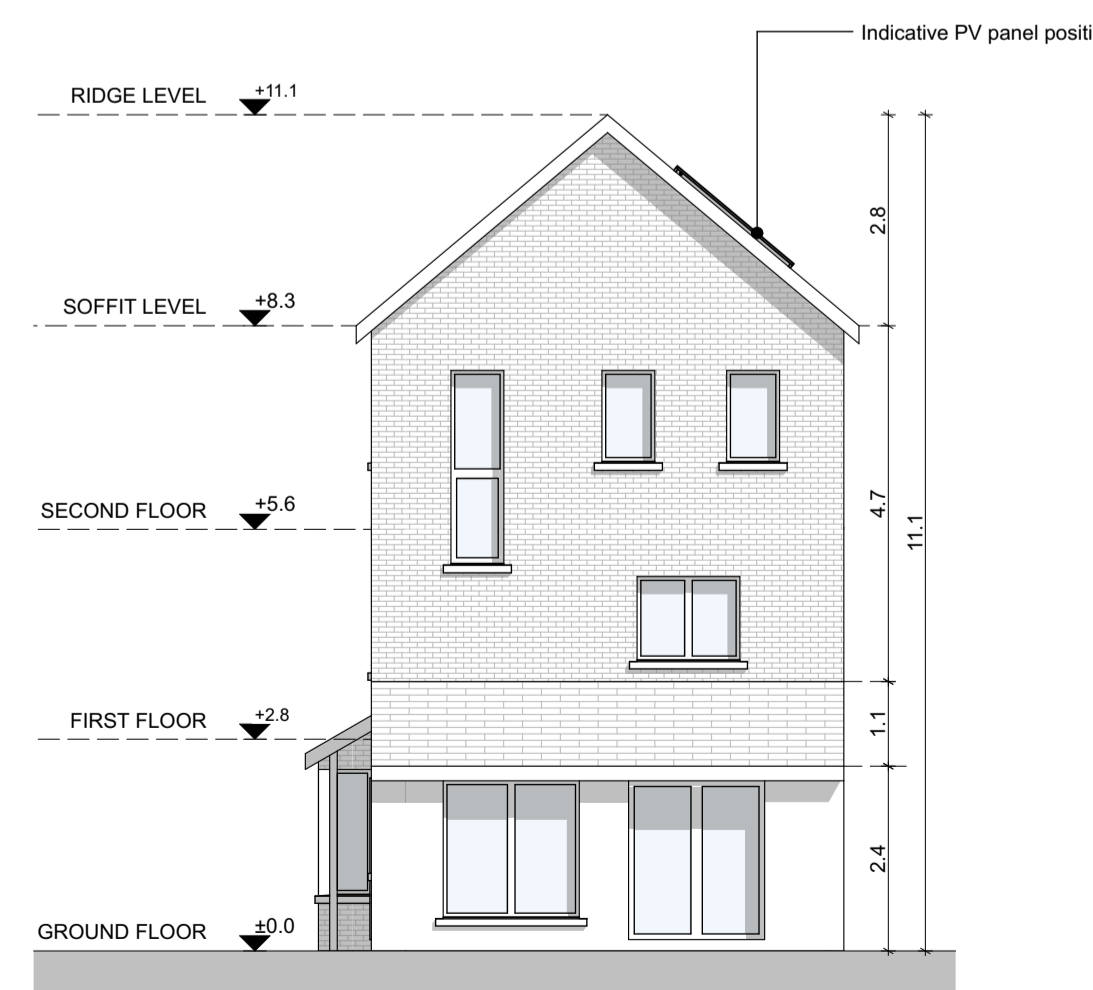 Indicative PV panel positi
RIDGE LEVEL +11.1
SOFFIT LEVEL +8.3
SECOND FLOOR +5.6
FIRST FLOOR +2.8
GROUND FLOOR ±0.0
2.8
4.7
1.1
2.4
11.1